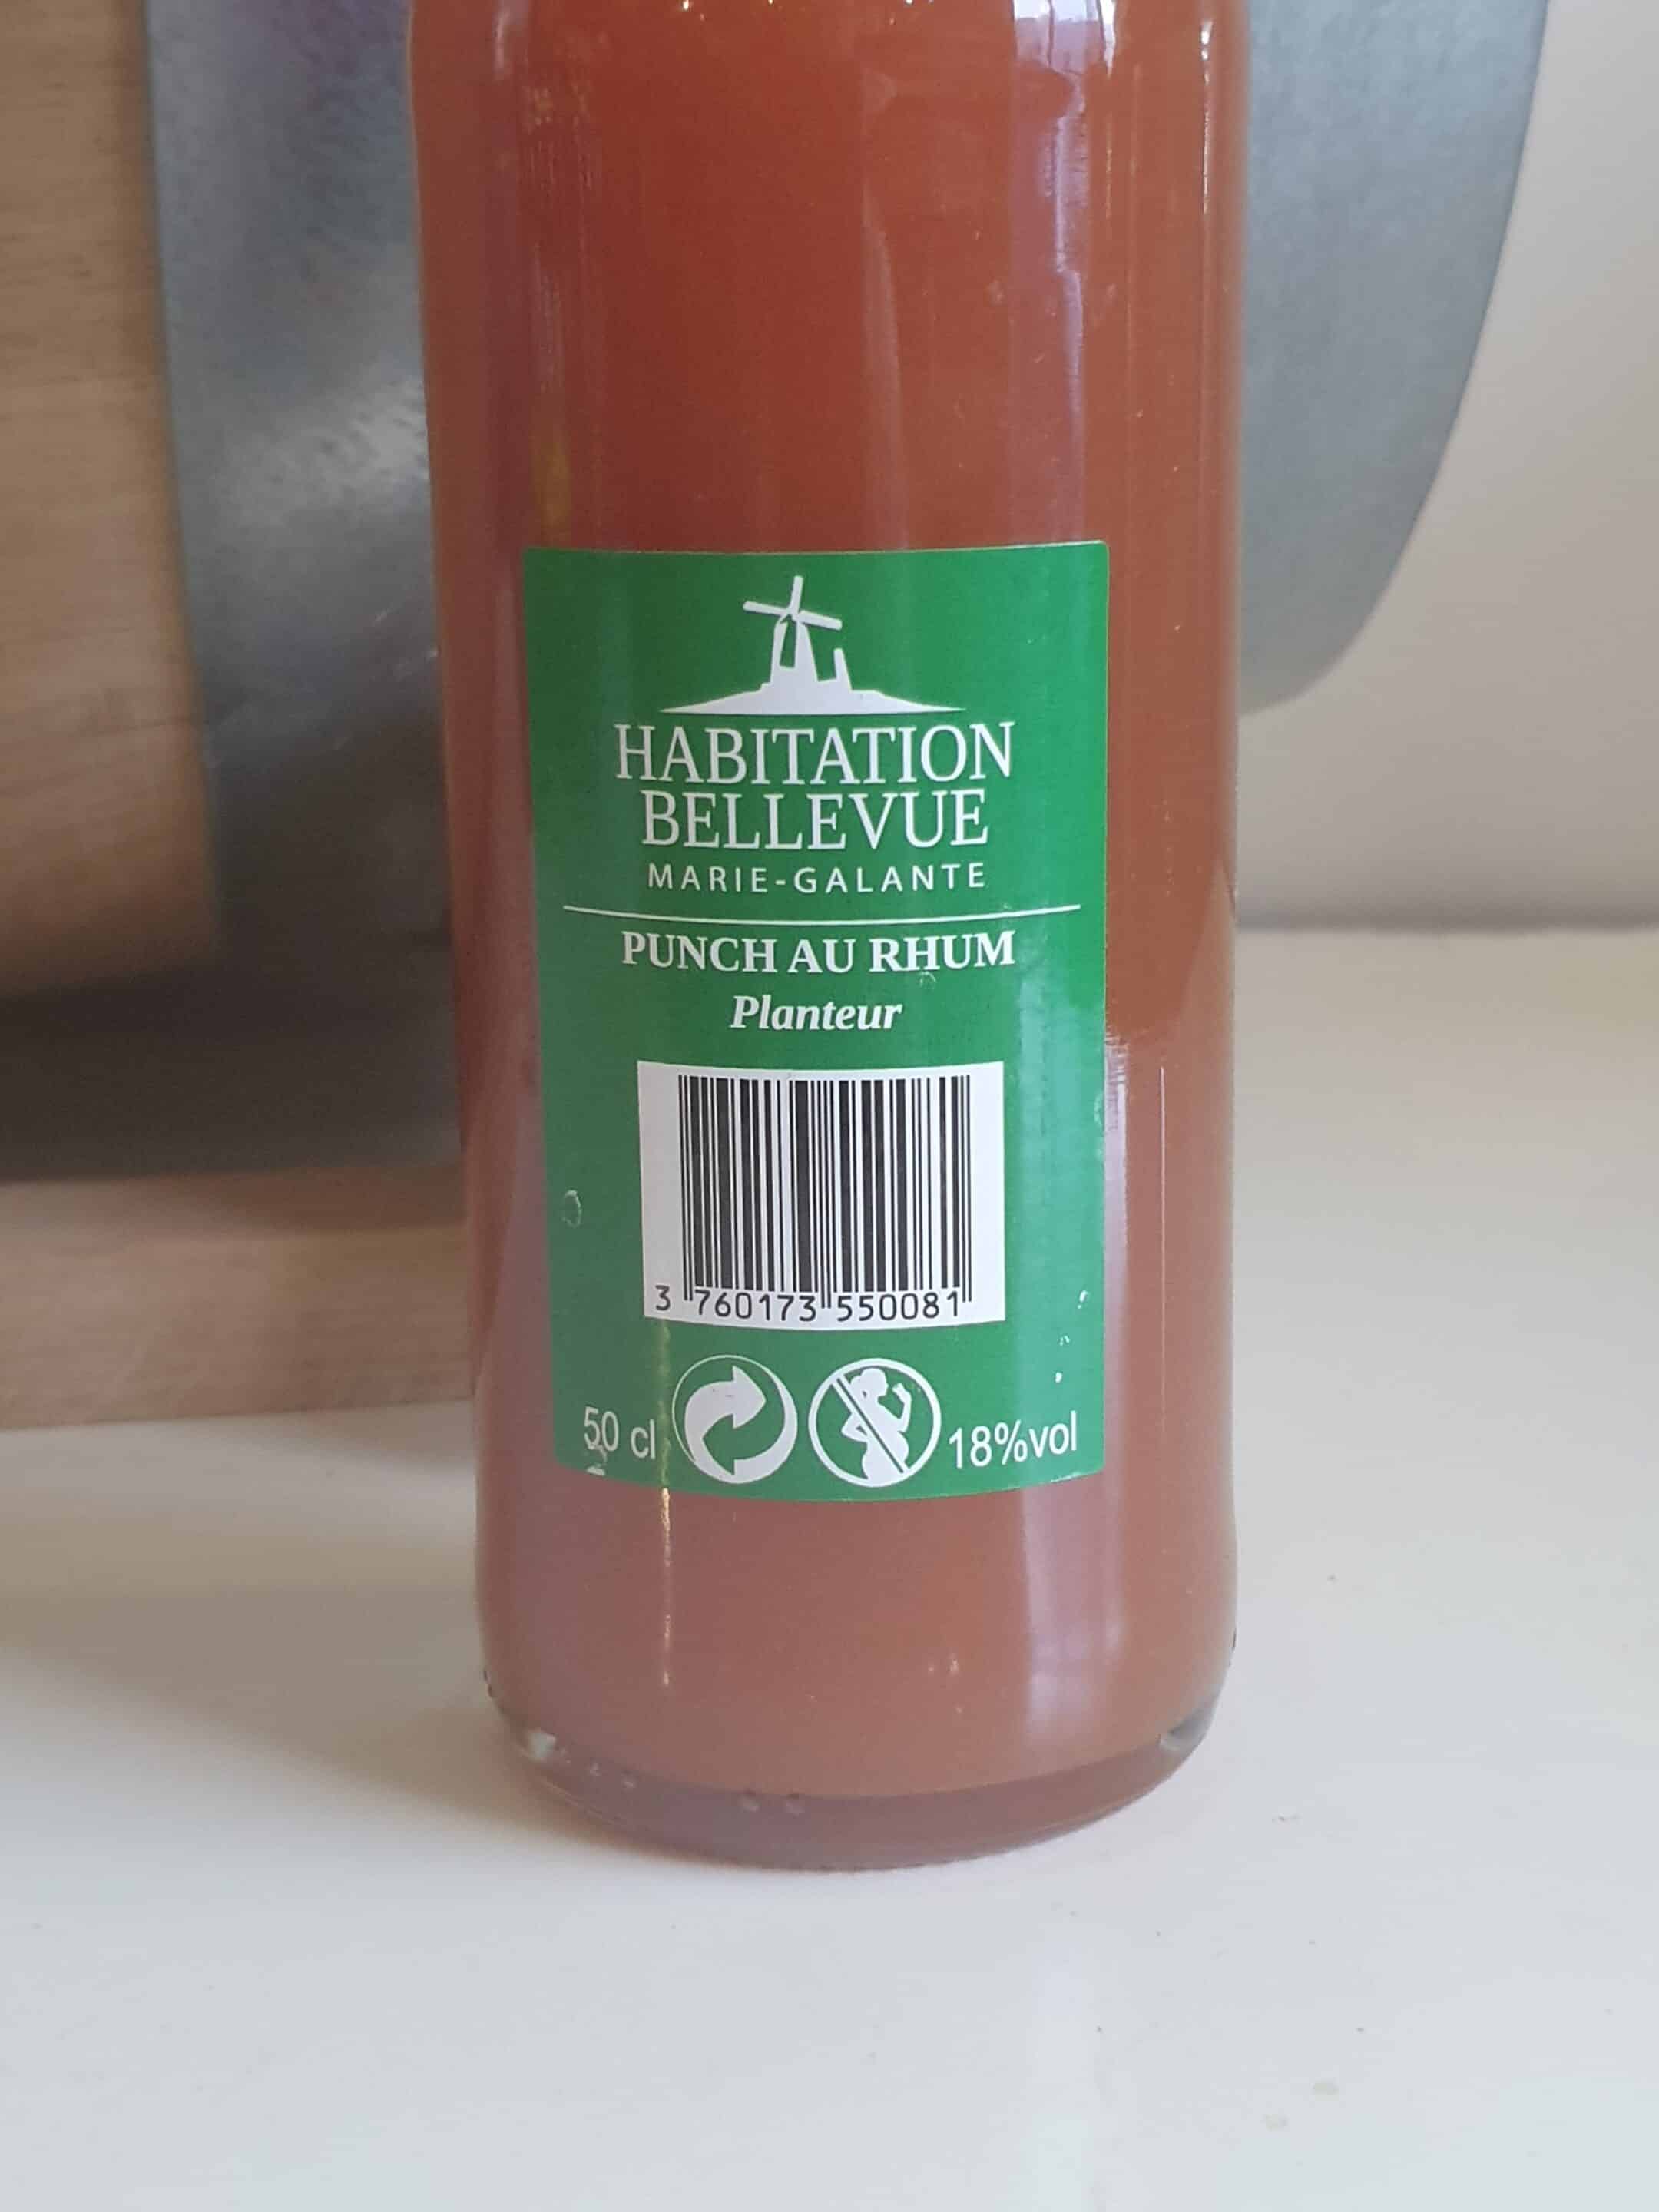 HABITATION
BELLEVUE
MARIE-GALANTE
PUNCH AU RHUM
Planteur
3 760173 550081
50 cl 18%vol